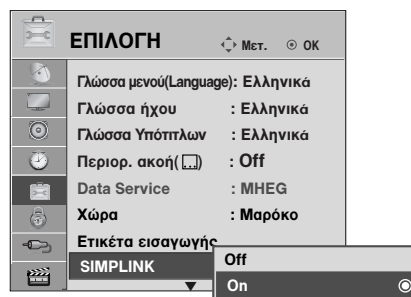 ΕΠΙΛΟΓΗ Μετ. OK
Γλώσσα μενού(Language): Ελληνικά
Γλώσσα ήχου : Ελληνικά
Γλώσσα Υπότιτλων : Ελληνικά
Περιορ. ακοή( ) : Off
Data Service : MHEG
Χώρα : Μαρόκο
Ετικέτα εισαγωγής
SIMPLINK
Off
On